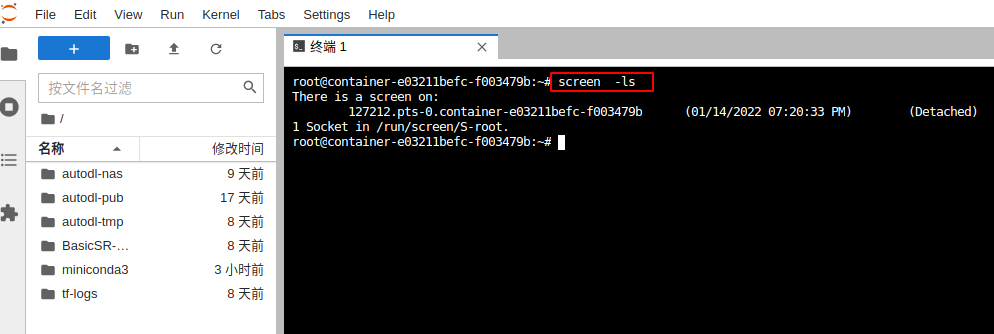 File Edit View Run Kernel Tabs Settings Help
终端 1
按文件名过滤
/
名称 修改时间
autodl-nas 9 天前
autodl-pub 17 天前
autodl-tmp 8 天前
BasicSR-... 8 天前
miniconda3 3 小时前
tf-logs 8 天前
root@container-e03211befc-f003479b:~# screen  -ls
There is a screen on:
127212.pts-0.container-e03211befc-f003479b (01/14/2022 07:20:33 PM) (Detached)
1 Socket in /run/screen/S-root.
root@container-e03211befc-f003479b:~#